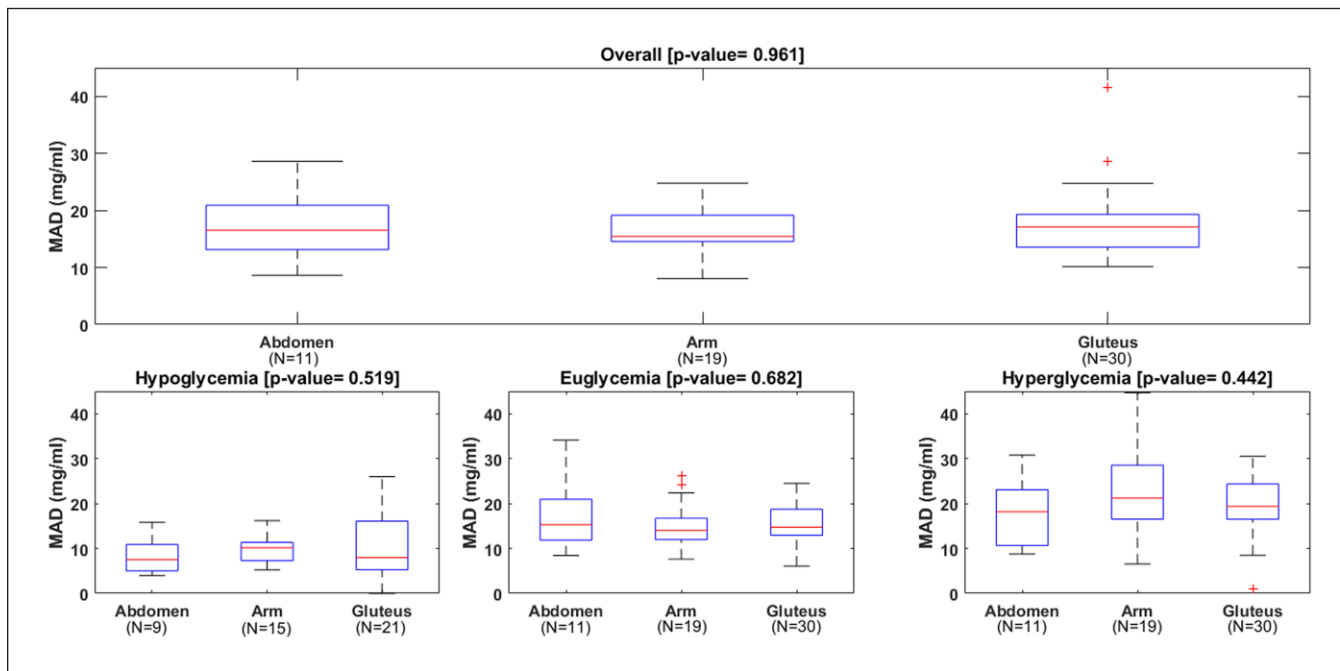 Overall [p-value= 0.961]
MAD (mg/ml)
40
30
20
10
0
Abdomen Arm Gluteus
(N=11) (N=19) (N=30)
Hypoglycemia [p-value= 0.519]
MAD (mg/ml)
40
30
20
10
0
Abdomen Arm Gluteus
(N=9) (N=15) (N=21)
Euglycemia [p-value= 0.682]
MAD (mg/ml)
40
30
20
10
0
Abdomen Arm Gluteus
(N=11) (N=19) (N=30)
Hyperglycemia [p-value= 0.442]
MAD (mg/ml)
40
30
20
10
0
Abdomen Arm Gluteus
(N=11) (N=19) (N=30)